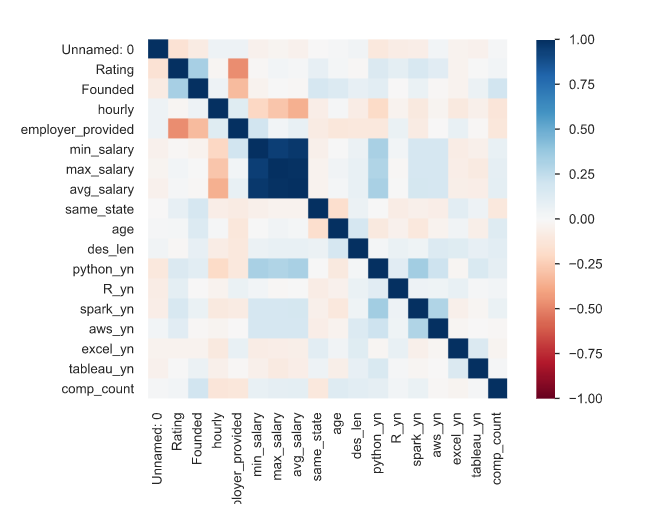 Unnamed: 0
Rating
Founded
hourly
employer_provided
min_salary
max_salary
avg_salary
same_state
age
des_len
python_yn
R_yn
spark_yn
aws_yn
excel_yn
tableau_yn
comp_count
Unnamed: 0
Rating
Founded
hourly
ployer_provided
min_salary
max_salary
avg_salary
same_state
age
des_len
python_yn
R_yn
spark_yn
aws_yn
excel_yn
tableau_yn
comp_count
1.00
0.75
0.50
0.25
0.00
−0.25
−0.50
−0.75
−1.00